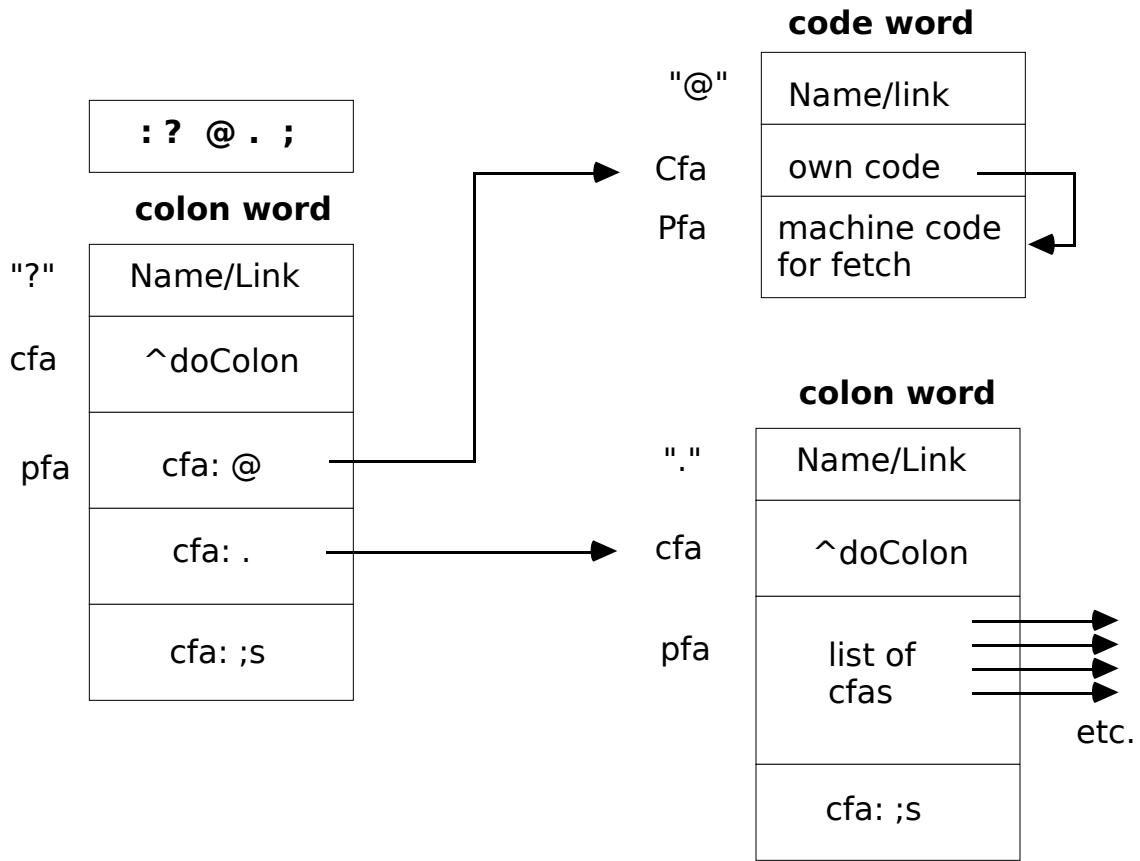 : ? @ . ;
colon word
"?"
Name/Link
cfa
^doColon
pfa
cfa: @
cfa: .
cfa: ;s
code word
"@"
Name/link
Cfa
own code
Pfa
machine code
for fetch
colon word
"."
Name/Link
cfa
^doColon
pfa
list of
cfas
etc.
cfa: ;s